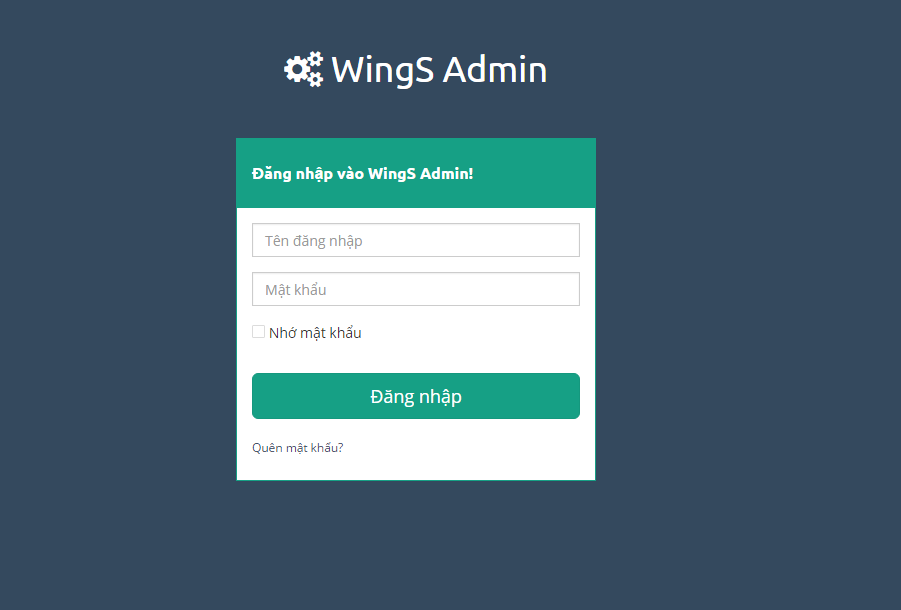 WingS Admin
Đăng nhập vào WingS Admin!
Tên đăng nhập
Mật khẩu
Nhớ mật khẩu
Đăng nhập
Quên mật khẩu?